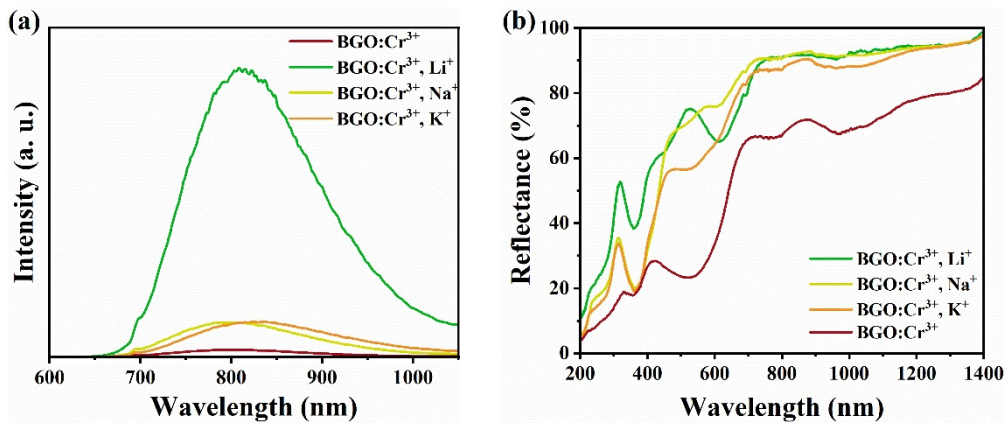 (a)
BGO:Cr³⁺
BGO:Cr³⁺, Li⁺
BGO:Cr³⁺, Na⁺
BGO:Cr³⁺, K⁺
Intensity (a. u.)
600 700 800 900 1000
Wavelength (nm)
(b)
100
80
60
40
20
0
Reflectance (%)
BGO:Cr³⁺, Li⁺
BGO:Cr³⁺, Na⁺
BGO:Cr³⁺, K⁺
BGO:Cr³⁺
200 400 600 800 1000 1200 1400
Wavelength (nm)